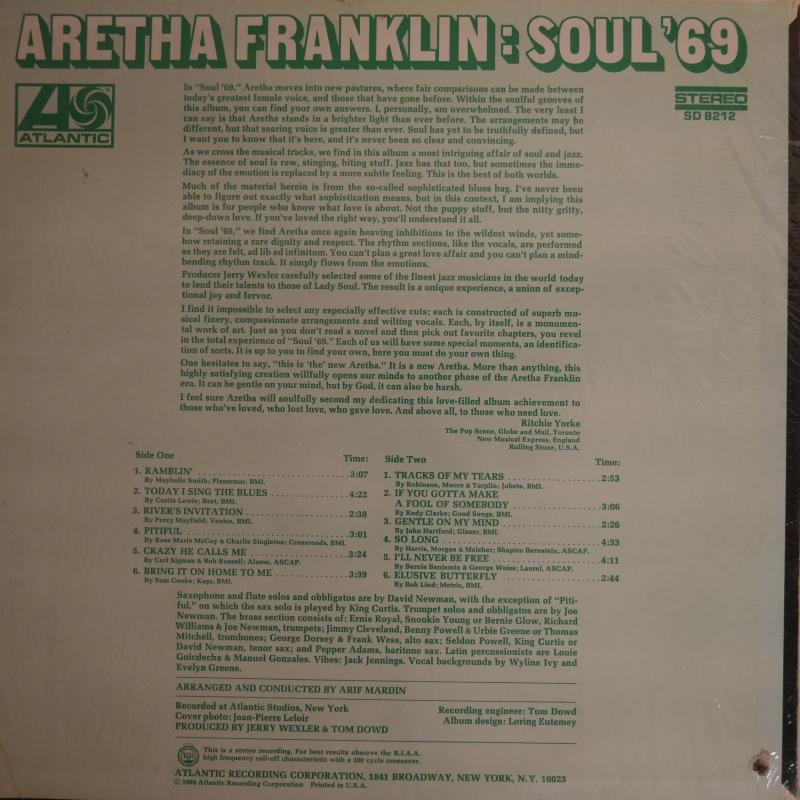 ARETHA FRANKLIN: SOUL '69
ATLANTIC
STEREO
SD 8212
In "Soul '69," Aretha moves into new pastures, where fair comparisons can be made between
today's greatest female voice, and those that have gone before. Within the soulful grooves of
this album, you can find your own answers. I, personally, am overwhelmed. The very least I
can say is that Aretha stands in a brighter light than ever before. The arrangements may be
different, but that searing voice is greater than ever. Soul has yet to be truthfully defined, but
I want you to know that it's here, and it's never been so clear and convincing.
As we cross the musical tracks, we find in this album a most intriguing affair of soul and jazz.
The essence of soul is raw, stinging, biting stuff. Jazz has that too, but sometimes the imme-
diacy of the emotion is replaced by a more subtle feeling. This is the best of both worlds.
Much of the material herein is from the so-called sophisticated blues bag. I've never been
able to figure out exactly what sophistication means, but in this context, I am implying this
album is for people who know what love is about. Not the puppy stuff, but the nitty gritty,
deep-down love. If you've loved the right way, you'll understand it all.
In "Soul '69," we find Aretha once again heaving inhibitions to the wildest winds, yet some-
how retaining a rare dignity and respect. The rhythm sections, like the vocals, are performed
as they are felt, ad lib ad infinitum. You can't plan a great love affair and you can't plan a mind-
bending rhythm track. It simply flows from the emotions.
Producer Jerry Wexler carefully selected some of the finest jazz musicians in the world today
to lend their talents to those of Lady Soul. The result is a unique experience, a union of excep-
tional joy and fervor.
I find it impossible to select any especially effective cuts; each is constructed of superb mu-
sical finery, compassionate arrangements and wilting vocals. Each, by itself, is a monumen-
tal work of art. Just as you don't read a novel and then pick out favorite chapters, you revel
in the total experience of "Soul '69." Each of us will have some special moments, an identifica-
tion of sorts. It is up to you to find your own, here you must do your own thing.
One hesitates to say, "this is 'the' new Aretha." It is a new Aretha. More than anything, this
highly satisfying creation willfully opens our minds to another phase of the Aretha Franklin
era. It can be gentle on your mind, but by God, it can also be harsh.
I feel sure Aretha will soulfully second my dedicating this love-filled album achievement to
those who've loved, who lost love, who gave love. And above all, to those who need love.
Ritchie Yorke
The Pop Scene, Globe and Mail, Toronto
New Musical Express, England
Rolling Stone, U.S.A.
Side One Time:
1. RAMBLIN' 3:07
By Maybelle Smith; Flamemar, BMI.
2. TODAY I SING THE BLUES 4:22
By Curtis Lewis; Best, BMI.
3. RIVER'S INVITATION 2:38
By Percy Mayfield; Venice, BMI.
4. PITIFUL 3:01
By Rose Marie McCoy & Charlie Singleton; Crossroads, BMI.
5. CRAZY HE CALLS ME 3:24
By Carl Sigman & Bob Russell; Alamo, ASCAP.
6. BRING IT ON HOME TO ME 3:39
By Sam Cooke; Kags, BMI.
Side Two Time:
1. TRACKS OF MY TEARS 2:53
By Robinson, Moore & Tarplin; Jobete, BMI.
2. IF YOU GOTTA MAKE
A FOOL OF SOMEBODY 3:06
By Rudy Clarke; Good Songs, BMI.
3. GENTLE ON MY MIND 2:26
By John Hartford; Glaser, BMI.
4. SO LONG 4:33
By Harris, Morgan & Melcher; Shapiro Bernstein, ASCAP.
5. I'LL NEVER BE FREE 4:11
By Bernie Benjamin & George Weiss; Laurel, ASCAP.
6. ELUSIVE BUTTERFLY 2:44
By Bob Lind; Metric, BMI.
Saxophone and flute solos and obbligatos are by David Newman, with the exception of "Piti-
ful," on which the sax solo is played by King Curtis. Trumpet solos and obbligatos are by Joe
Newman. The brass section consists of: Ernie Royal, Snookie Young or Bernie Glow, Richard
Williams & Joe Newman, trumpets; Jimmy Cleveland, Benny Powell & Urbie Greene or Thomas
Mitchell, trombones; George Dorsey & Frank Wess, alto sax; Seldon Powell, King Curtis or
David Newman, tenor sax; and Pepper Adams, baritone sax. Latin percussionists are Louie
Goicdecha & Manuel Gonzales. Vibes: Jack Jennings. Vocal backgrounds by Wyline Ivy and
Evelyn Greene.
ARRANGED AND CONDUCTED BY ARIF MARDIN
Recorded at Atlantic Studios, New York
Cover photo: Jean-Pierre Leloir
PRODUCED BY JERRY WEXLER & TOM DOWD
Recording engineer: Tom Dowd
Album design: Loring Eutemey
This is a stereo recording. For best results observe the R.I.A.A.
high frequency roll-off characteristic with a 500 cycle crossover.
ATLANTIC RECORDING CORPORATION, 1841 BROADWAY, NEW YORK, N.Y. 10023
© 1969 Atlantic Recording Corporation Printed in U.S.A.